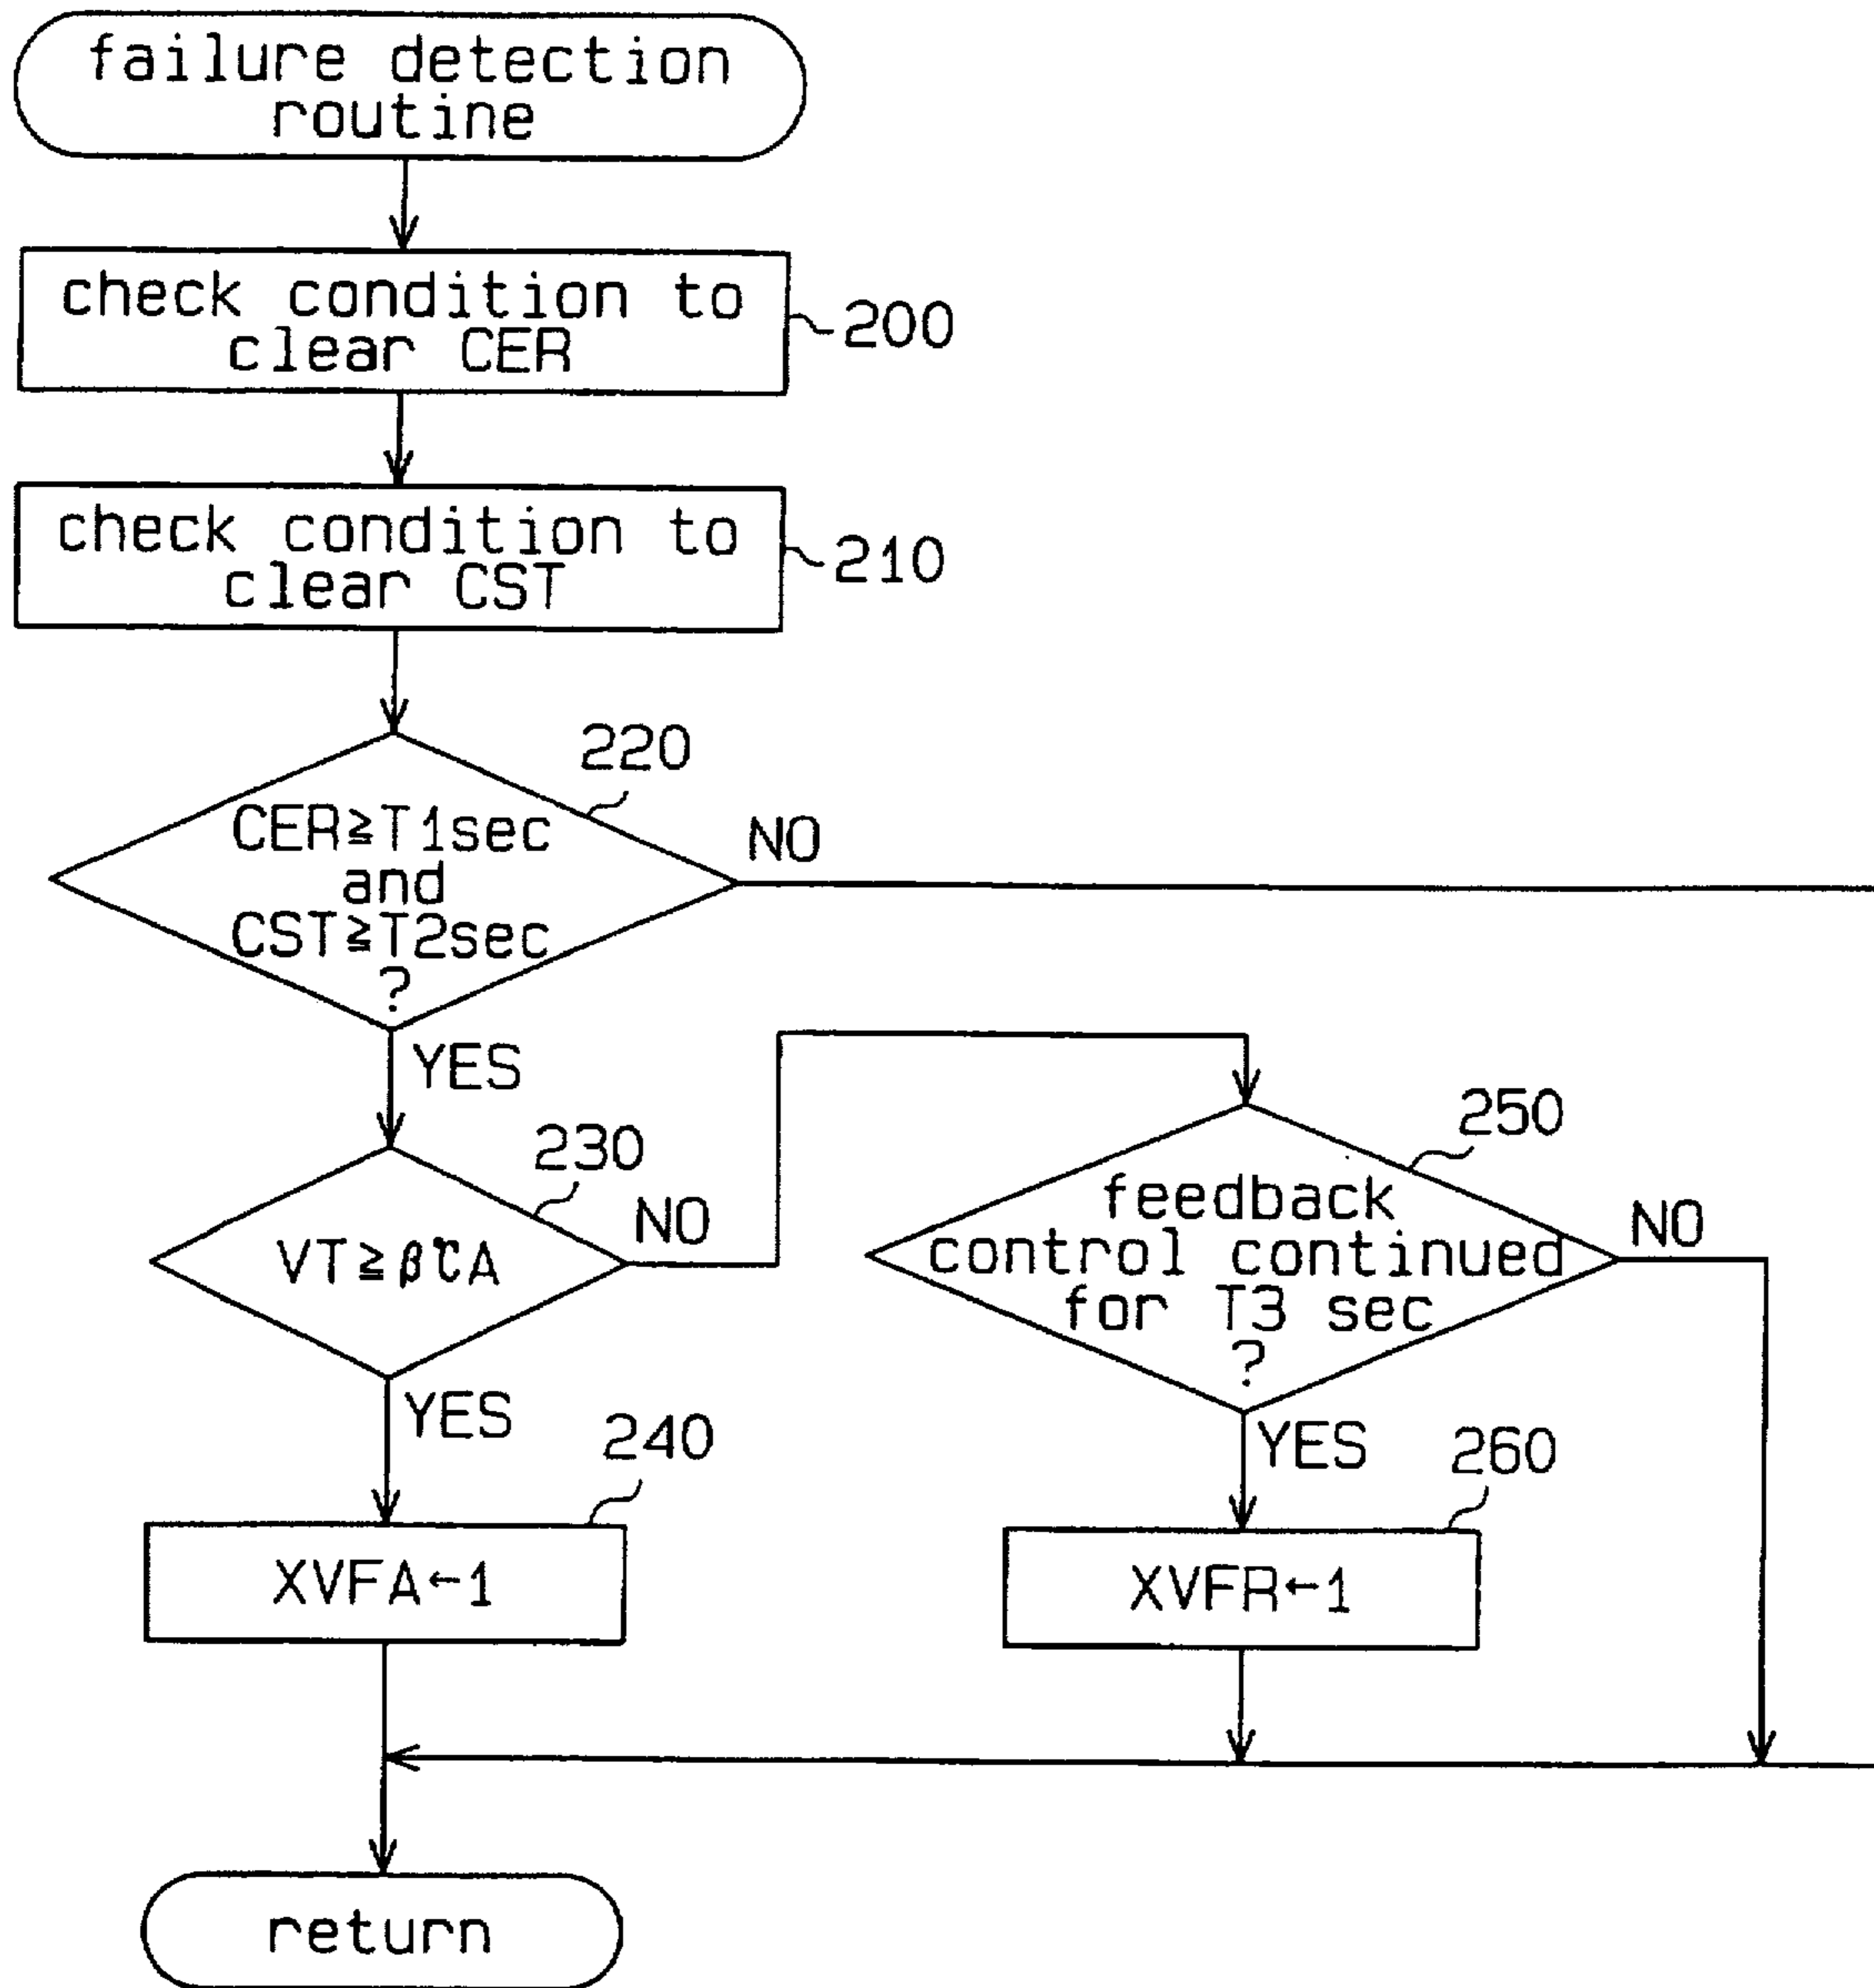 failure detection
routine
check condition to
clear CER
200
check condition to
clear CST
210
220
CER≧T1sec
and
CST≧T2sec
?
NO
YES
230
VT≧β℃A
NO
YES
250
feedback
control continued
for T3 sec
?
NO
YES
240
XVFA←1
260
XVFR←1
return